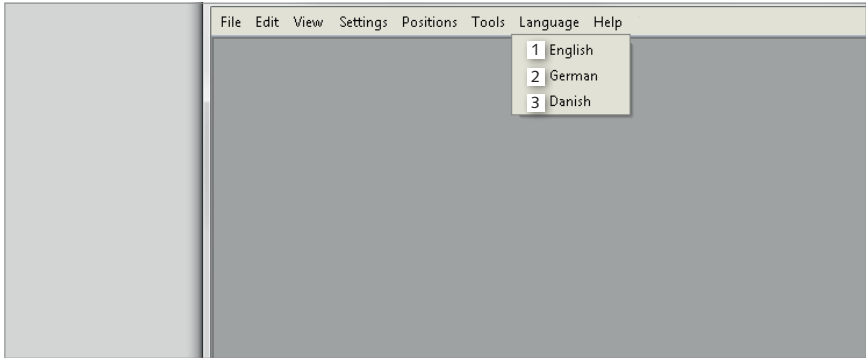 File Edit View Settings Positions Tools Language Help
1 English
2 German
3 Danish